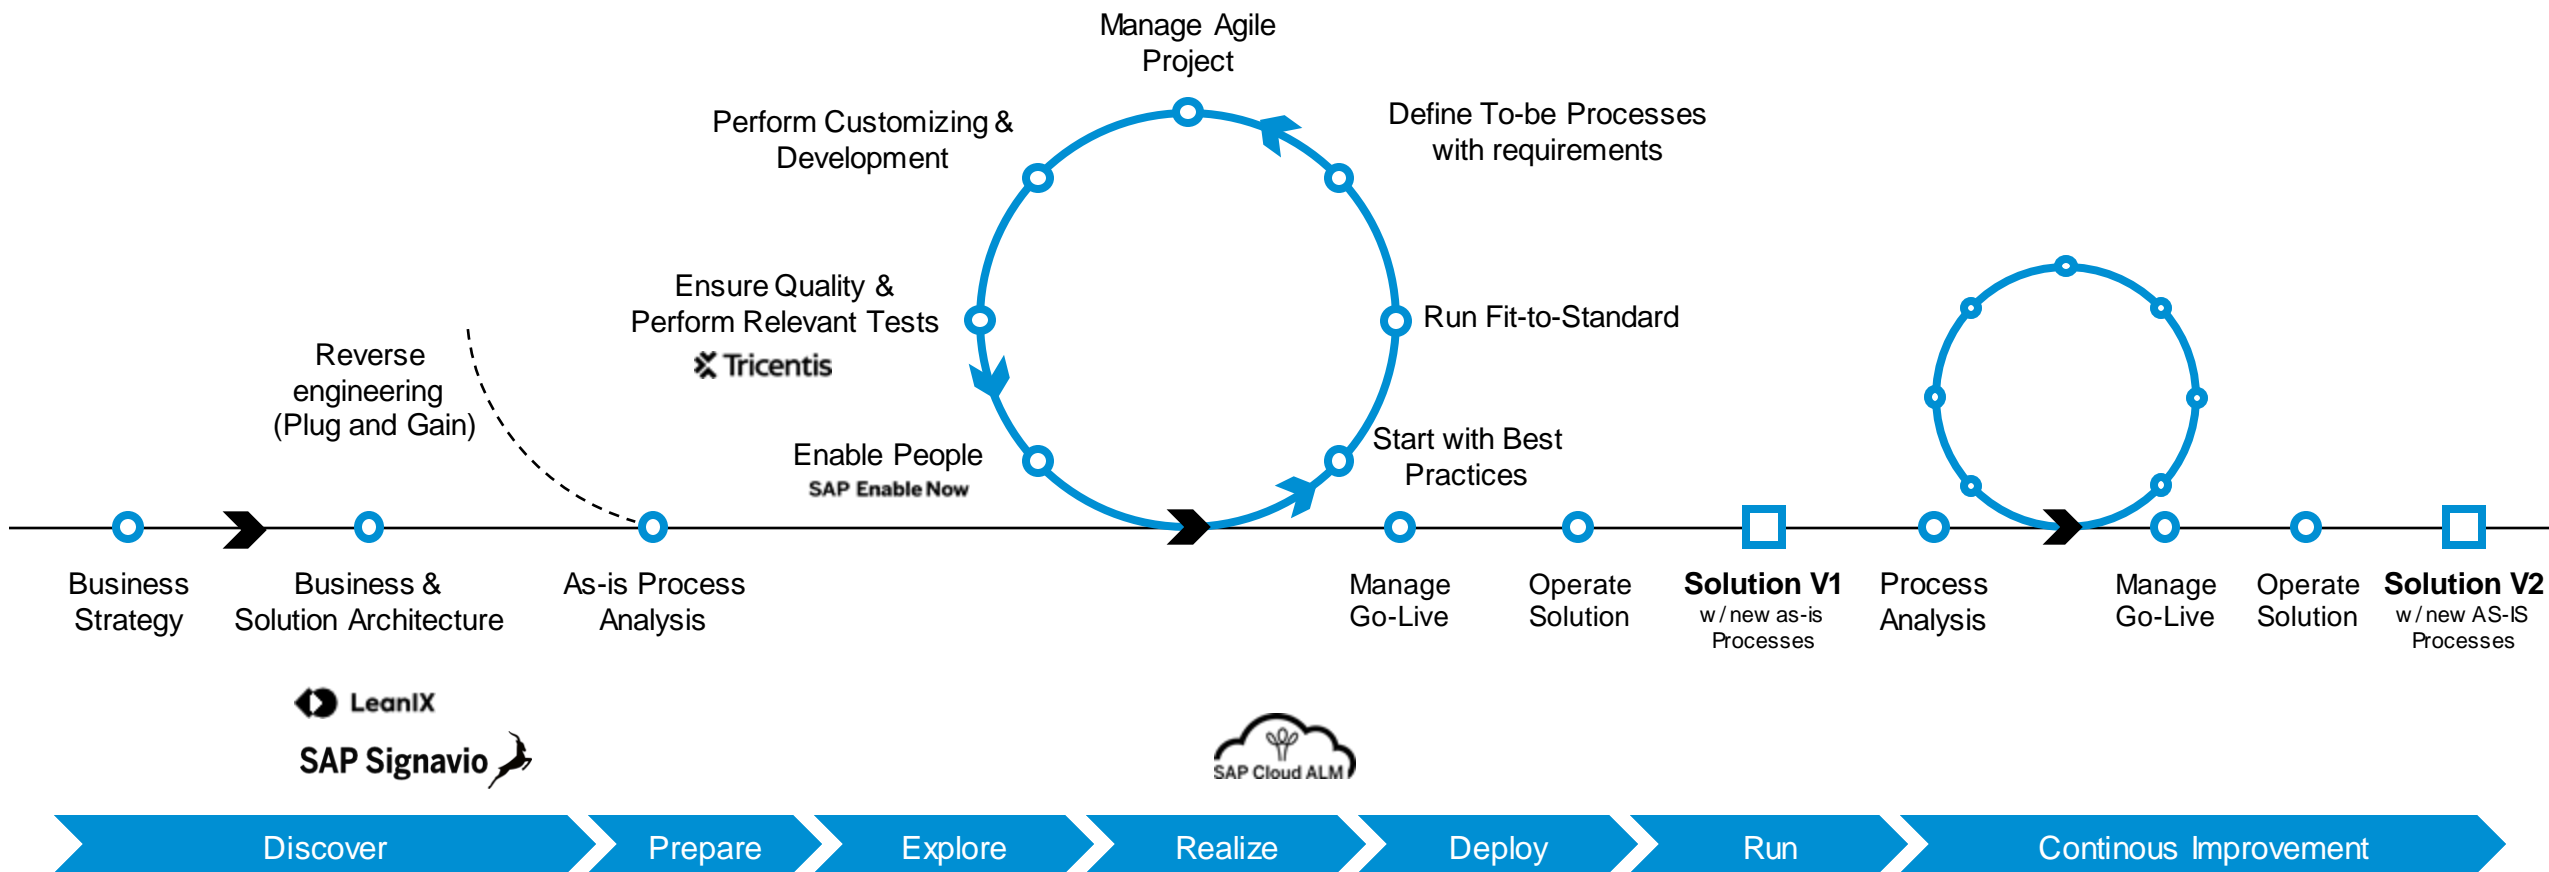 Manage Agile
Project
Perform Customizing &
Development
Define To-be Processes
with requirements
Ensure Quality &
Perform Relevant Tests
Tricentis
Run Fit-to-Standard
Reverse
engineering
(Plug and Gain)
Enable People
SAP Enable Now
Start with Best
Practices
Business
Strategy
Business &
Solution Architecture
As-is Process
Analysis
Manage
Go-Live
Operate
Solution
Solution V1
w/new as-is
Processes
Process
Analysis
Manage
Go-Live
Operate
Solution
Solution V2
w/new AS-IS
Processes
LeanIX
SAP Signavio
SAP Cloud ALM
Discover
Prepare
Explore
Realize
Deploy
Run
Continous Improvement